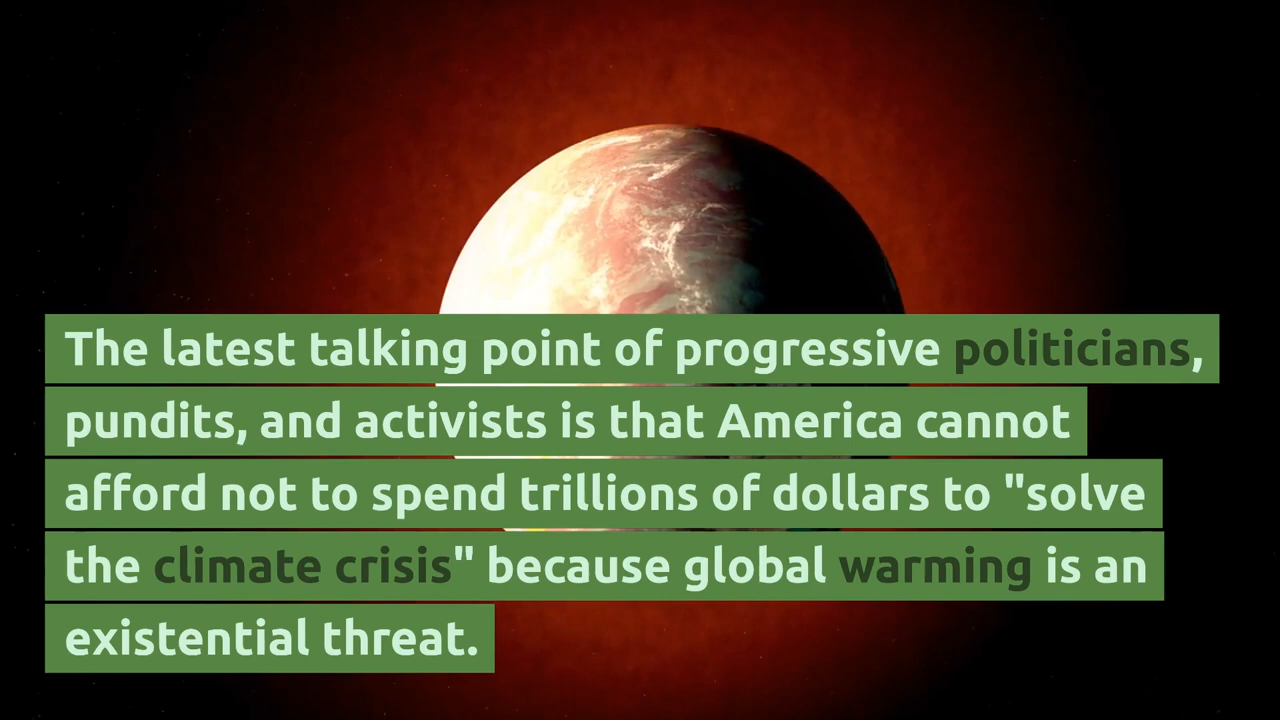 The latest talking point of progressive politicians,
pundits, and activists is that America cannot
afford not to spend trillions of dollars to "solve
the climate crisis" because global warming is an
existential threat.